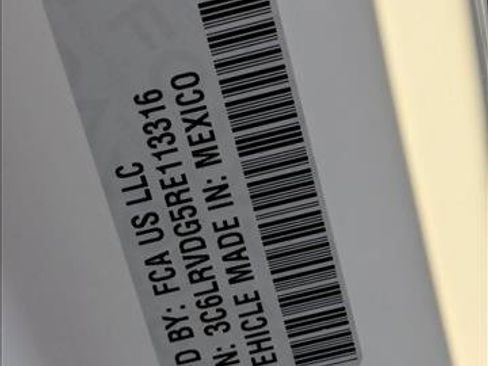 D BY: FCA US LLC
N: 3C6LRVDG5RE113316
EHICLE MADE IN: MEXICO